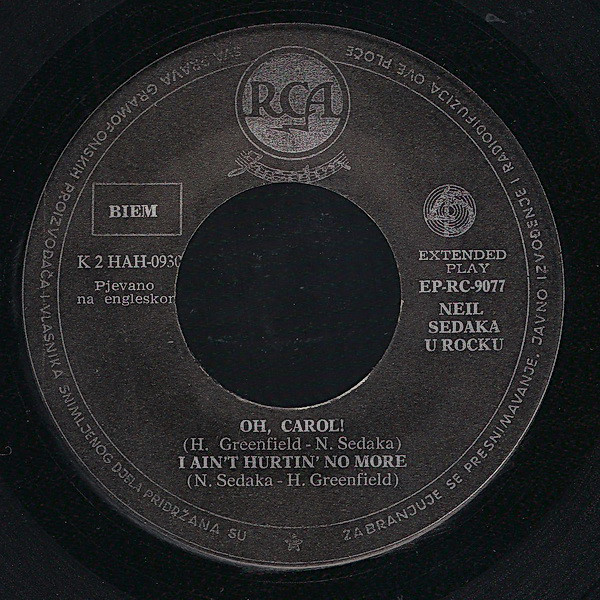 SVA PRAVA GRAMOFONSKIH PROIZVOĐAČA I VLASNIKA SNIMLJENOG DJELA PRIDRŽANA SU
ZABRANJUJE SE PRESNIMAVANJE, JAVNO IZVOĐENJE I RADIODIFUZIJA OVE PLOČE
RCA
BIEM
K 2 HAH-0930
Pjevano
na engleskom
EXTENDED
PLAY
EP-RC-9077
NEIL
SEDAKA
U ROCKU
OH, CAROL!
(H. Greenfield - N. Sedaka)
I AIN'T HURTIN' NO MORE
(N. Sedaka - H. Greenfield)